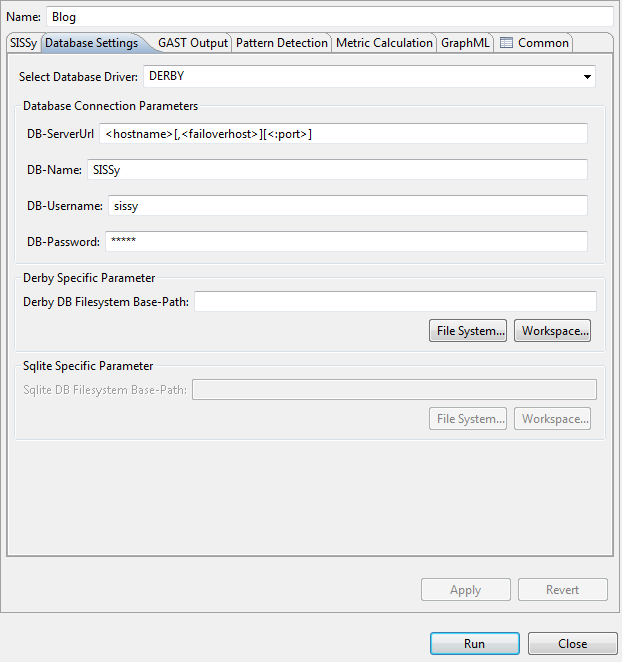 Name: Blog
SISSy Database Settings GAST Output Pattern Detection Metric Calculation GraphML Common
Select Database Driver: DERBY
Database Connection Parameters
DB-ServerUrl <hostname>[,<failoverhost>][<:port>]
DB-Name: SISSy
DB-Username: sissy
DB-Password: *****
Derby Specific Parameter
Derby DB Filesystem Base-Path:
File System... Workspace...
Sqlite Specific Parameter
Sqlite DB Filesystem Base-Path:
File System... Workspace...
Apply Revert
Run Close